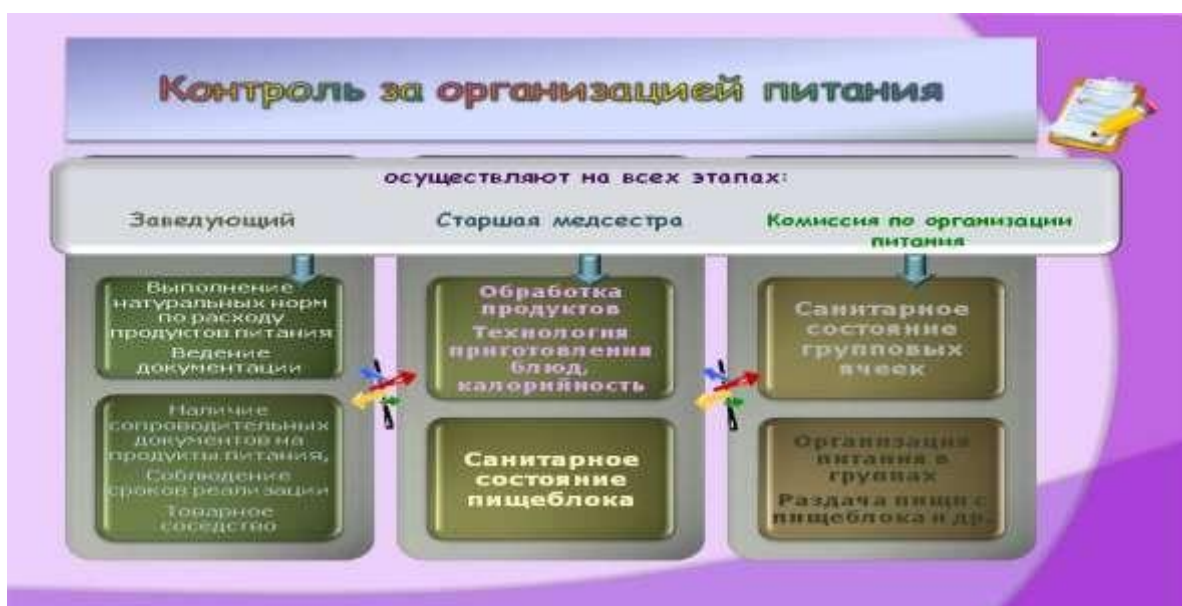 Контроль за организацией питания
осуществляют на всех этапах:
Заведующий
Старшая медсестра
Комиссия по организации
питания
Выполнение
натуральных норм
по расходу
продуктов питания
Ведение
документации
Наличие
сопроводительных
документов на
продукты питания,
Соблюдение
сроков реализации
Товарное
соседство
Обработка
продуктов
Технология
приготовления
блюд,
калорийность
Санитарное
состояние
пищеблока
Санитарное
состояние
групповых
ячеек
Организация
питания в
группах
Раздача пищи с
пищеблока и др.